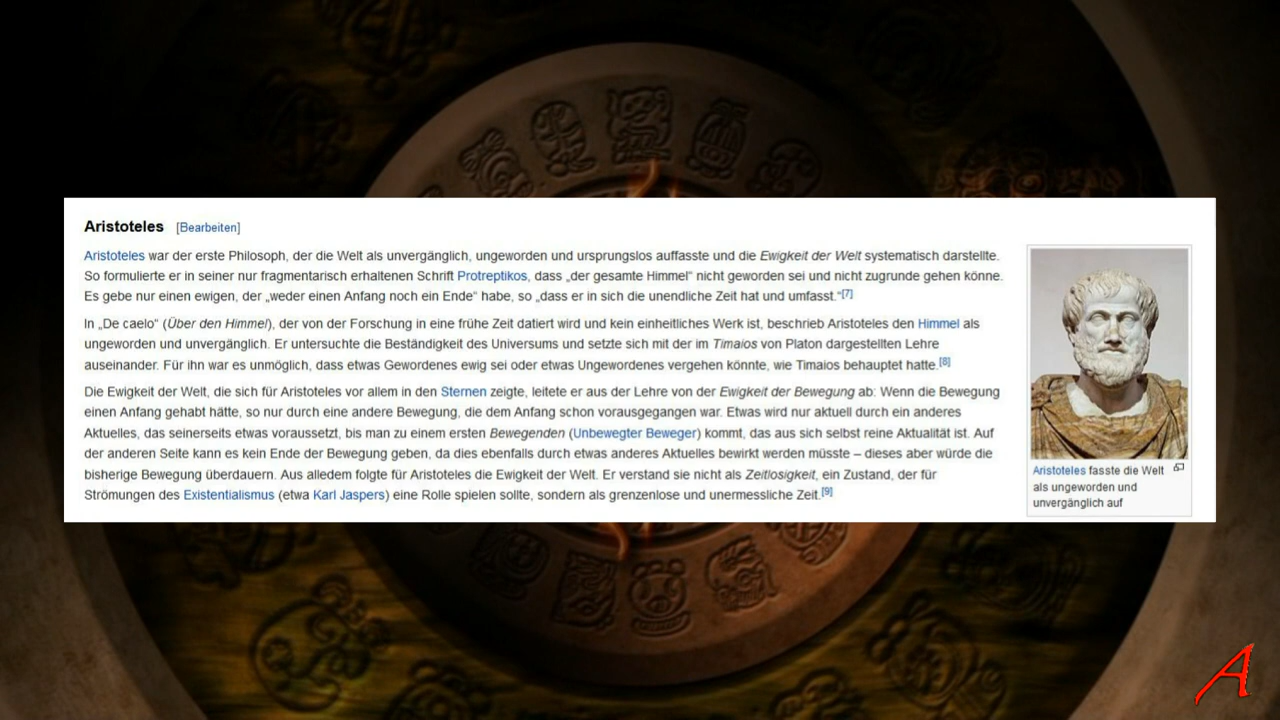 Aristoteles [Bearbeiten]
Aristoteles war der erste Philosoph, der die Welt als unvergänglich, ungeworden und ursprungslos auffasste und die Ewigkeit der Welt systematisch darstellte.
So formulierte er in seiner nur fragmentarisch erhaltenen Schrift Protreptikos, dass „der gesamte Himmel“ nicht geworden sei und nicht zugrunde gehen könne.
Es gebe nur einen ewigen, der „weder einen Anfang noch ein Ende“ habe, so „dass er in sich die unendliche Zeit hat und umfasst.“[7]
In „De caelo“ (Über den Himmel), der von der Forschung in eine frühe Zeit datiert wird und kein einheitliches Werk ist, beschrieb Aristoteles den Himmel als
ungeworden und unvergänglich. Er untersuchte die Beständigkeit des Universums und setzte sich mit der im Timaios von Platon dargestellten Lehre
auseinander. Für ihn war es unmöglich, dass etwas Gewordenes ewig sei oder etwas Ungewordenes vergehen könnte, wie Timaios behauptet hatte.[8]
Die Ewigkeit der Welt, die sich für Aristoteles vor allem in den Sternen zeigte, leitete er aus der Lehre von der Ewigkeit der Bewegung ab: Wenn die Bewegung
einen Anfang gehabt hätte, so nur durch eine andere Bewegung, die dem Anfang schon vorausgegangen war. Etwas wird nur aktuell durch ein anderes
Aktuelles, das seinerseits etwas voraussetzt, bis man zu einem ersten Bewegenden (Unbewegter Beweger) kommt, das aus sich selbst reine Aktualität ist. Auf
der anderen Seite kann es kein Ende der Bewegung geben, da dies ebenfalls durch etwas anderes Aktuelles bewirkt werden müsste – dieses aber würde die
bisherige Bewegung überdauern. Aus alledem folgte für Aristoteles die Ewigkeit der Welt. Er verstand sie nicht als Zeitlosigkeit, ein Zustand, der für
Strömungen des Existentialismus (etwa Karl Jaspers) eine Rolle spielen sollte, sondern als grenzenlose und unermessliche Zeit.[9]
Aristoteles fasste die Welt
als ungeworden und
unvergänglich auf
A